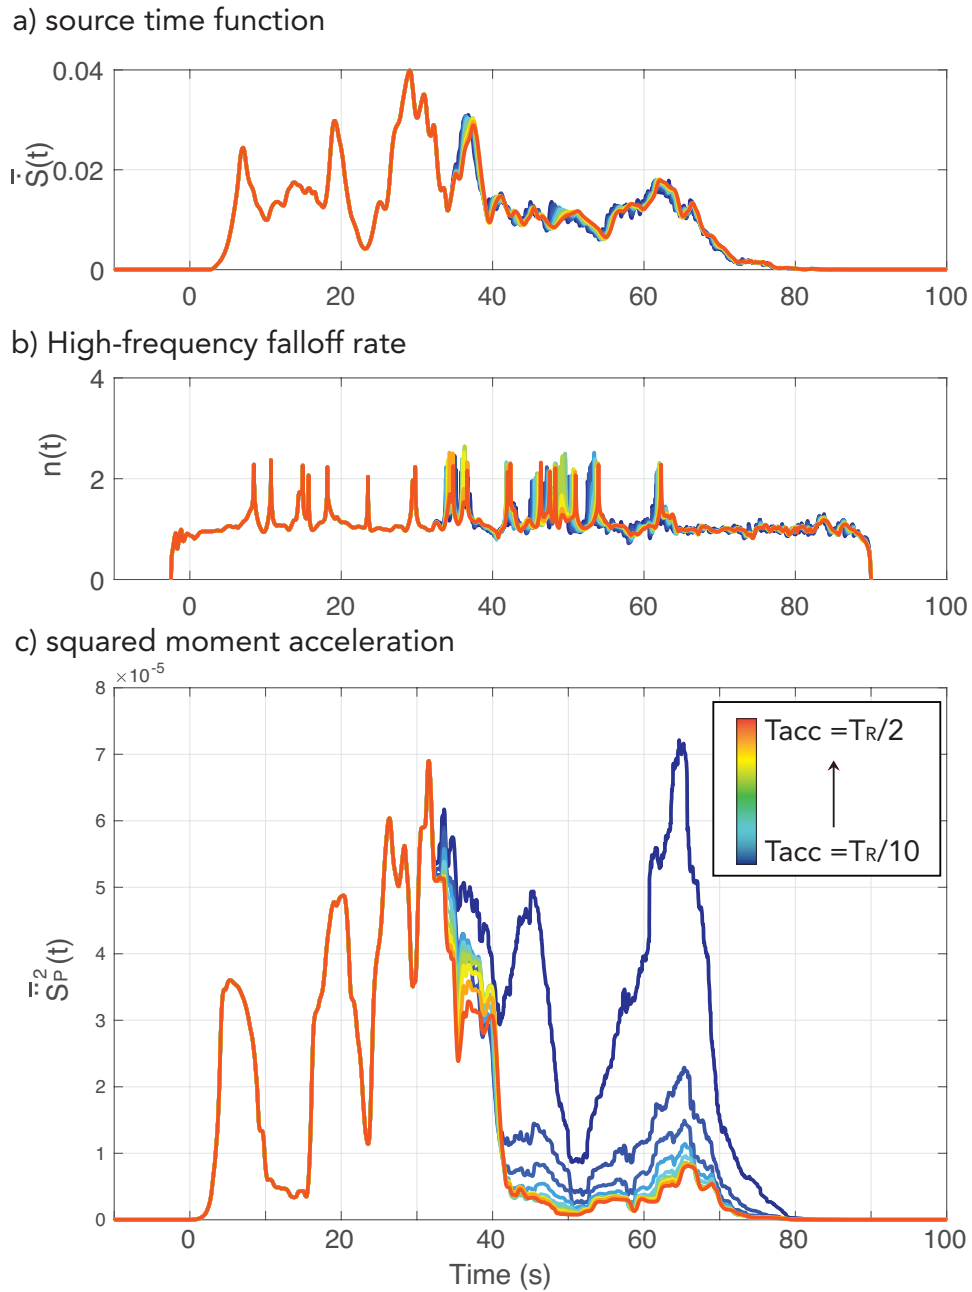 a) source time function
0.04
0.02
0
S̄̇(t)
0 20 40 60 80 100
b) High-frequency falloff rate
4
2
0
n(t)
0 20 40 60 80 100
c) squared moment acceleration
×10⁻⁵
8
7
6
5
4
3
2
1
0
S̄̈P²(t)
Tacc =TR/2
Tacc =TR/10
0 20 40 60 80 100
Time (s)